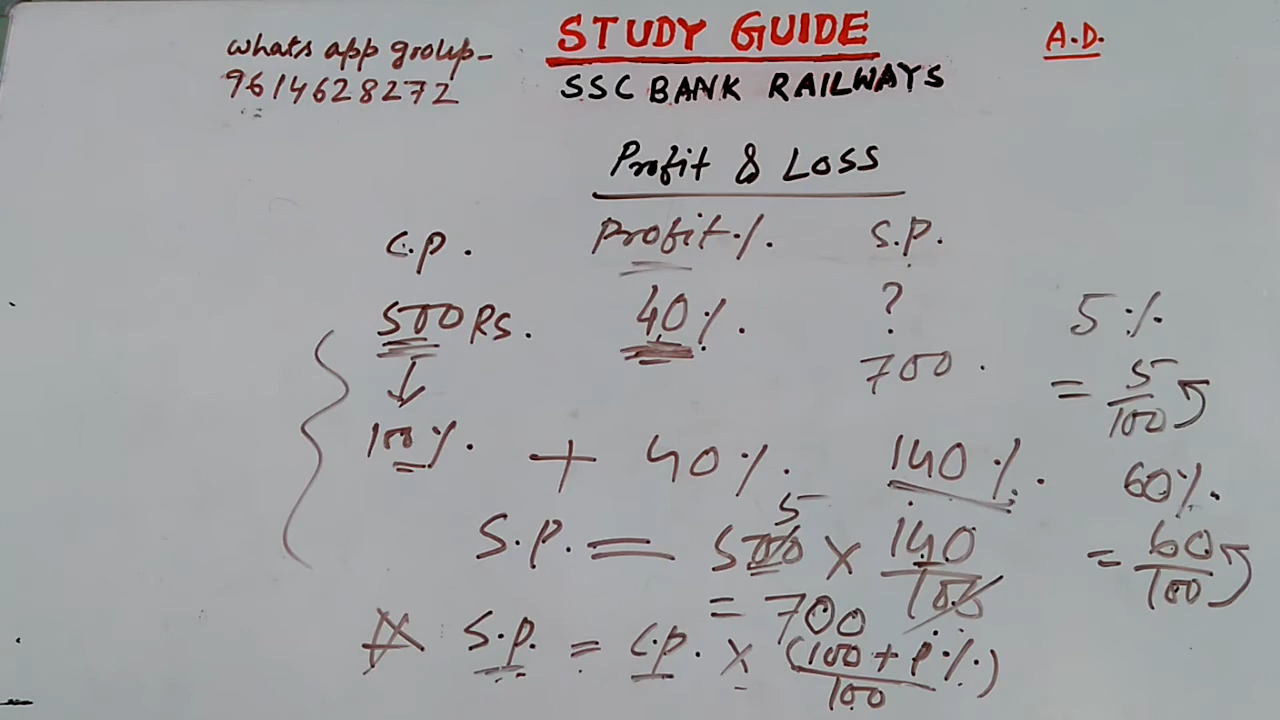 STUDY GUIDE
A.D.
whats app group-
9614628272
SSC BANK RAILWAYS
Profit & LOSS
C.P. Profit % S.P.
500 RS. 40% ?
700
100% + 40% 140%
S.P. = 500 5 × 140/100
= 700
S.P. = C.P. × (100 + P%)/100
5%
= 5/100
60%
= 60/100